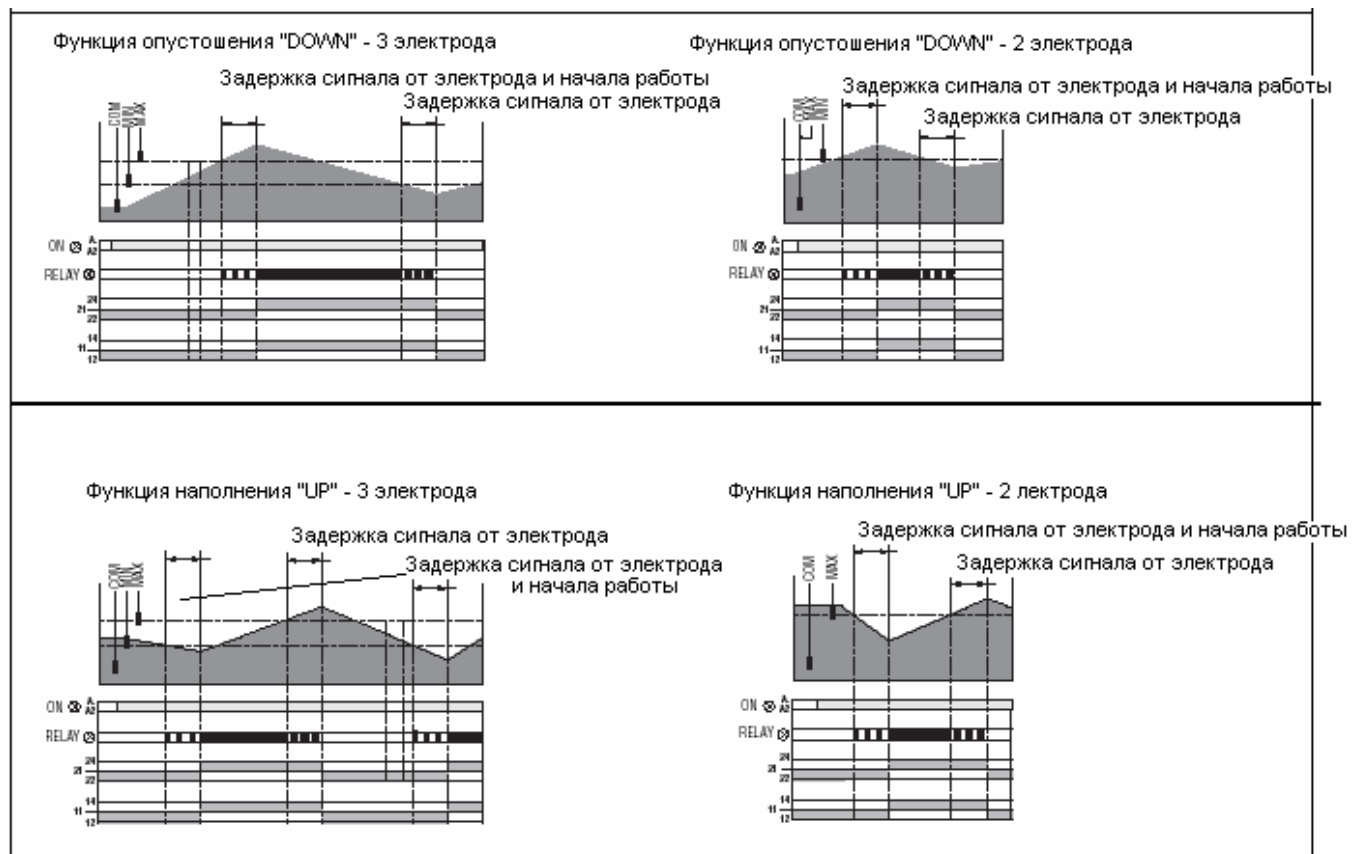 Функция опустошения "DOWN" - 3 электрода
Задержка сигнала от электрода и начала работы
Задержка сигнала от электрода
COM
MIN
MAX
ON A
A2
RELAY
24
21
22
14
11
12
Функция опустошения "DOWN" - 2 электрода
Задержка сигнала от электрода и начала работы
Задержка сигнала от электрода
COM
MAX
MIN
ON A
A2
RELAY
24
21
22
14
11
12
Функция наполнения "UP" - 3 электрода
Задержка сигнала от электрода
Задержка сигнала от электрода
и начала работы
COM
MIN
MAX
ON A
A2
RELAY
24
21
22
14
11
12
Функция наполнения "UP" - 2 лектрода
Задержка сигнала от электрода и начала работы
Задержка сигнала от электрода
COM
MAX
ON A
A2
RELAY
24
21
22
14
11
12